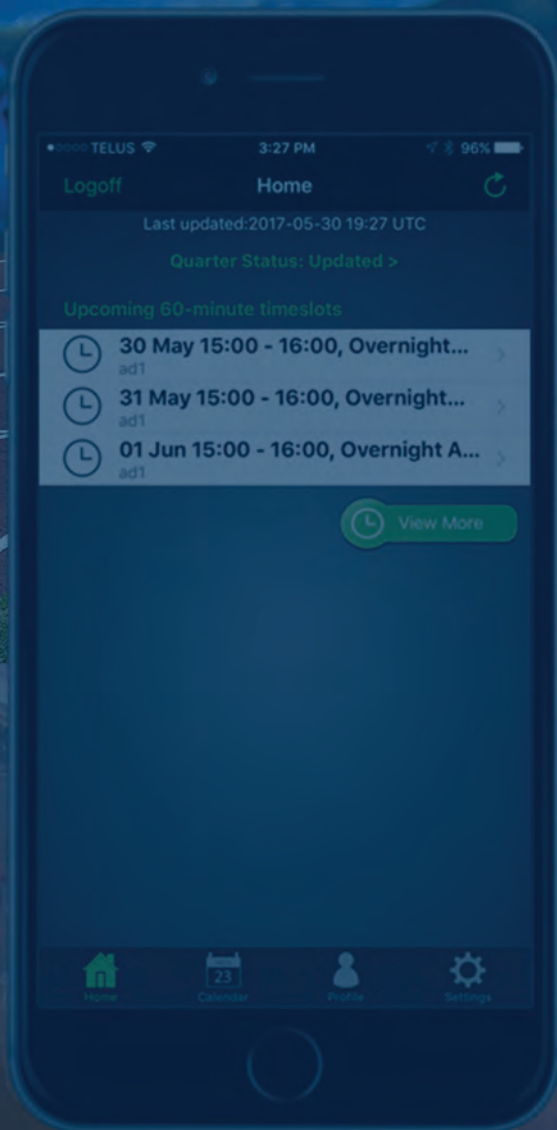 TELUS 3:27 PM 96%
Logoff Home
Last updated:2017-05-30 19:27 UTC
Quarter Status: Updated >
Upcoming 60-minute timeslots
30 May 15:00 - 16:00, Overnight...
ad1
31 May 15:00 - 16:00, Overnight...
ad1
01 Jun 15:00 - 16:00, Overnight A...
ad1
View More
23
Home Calendar Profile Settings